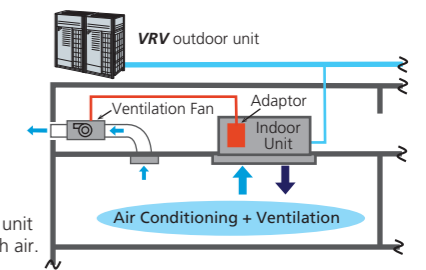 VRV outdoor unit
Ventilation Fan
Adaptor
Indoor
Unit
Air Conditioning + Ventilation
unit
h air.